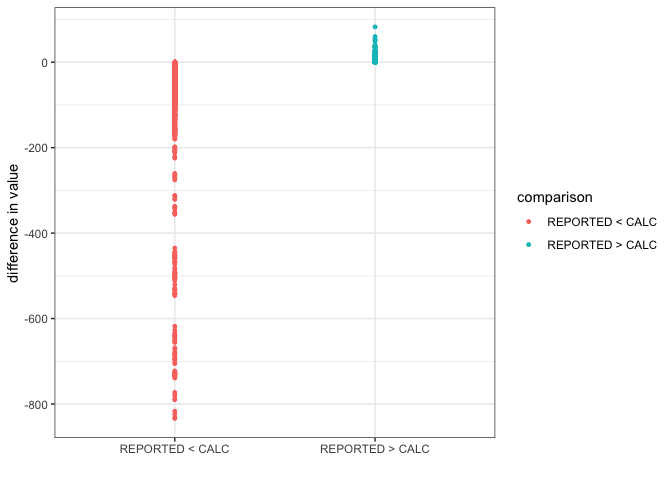 0
-200
-400
-600
-800
difference in value
REPORTED < CALC
REPORTED > CALC
comparison
REPORTED < CALC
REPORTED > CALC